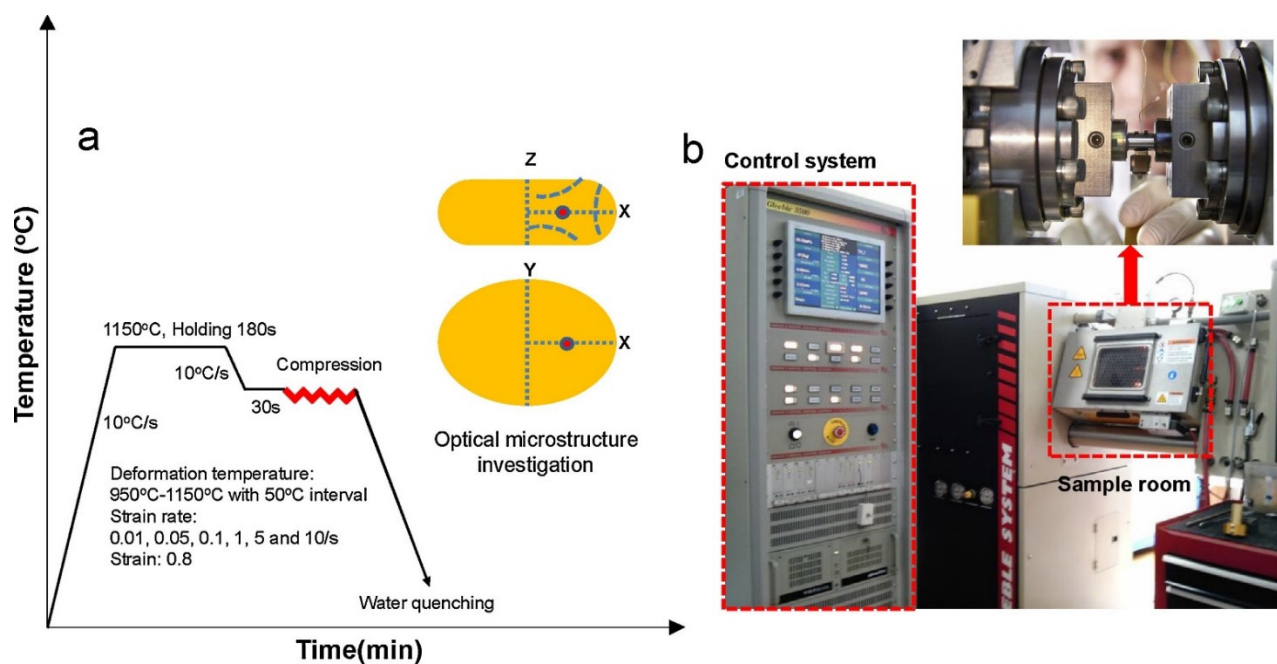 a
Temperature (°C)
1150°C, Holding 180s
10°C/s
10°C/s
30s
Compression
Deformation temperature:
950°C-1150°C with 50°C interval
Strain rate:
0.01, 0.05, 0.1, 1, 5 and 10/s
Strain: 0.8
Water quenching
Time(min)
Z
X
Y
X
Optical microstructure
investigation
b
Control system
Gleeble 3500
EBLE SYSTEM
Sample room